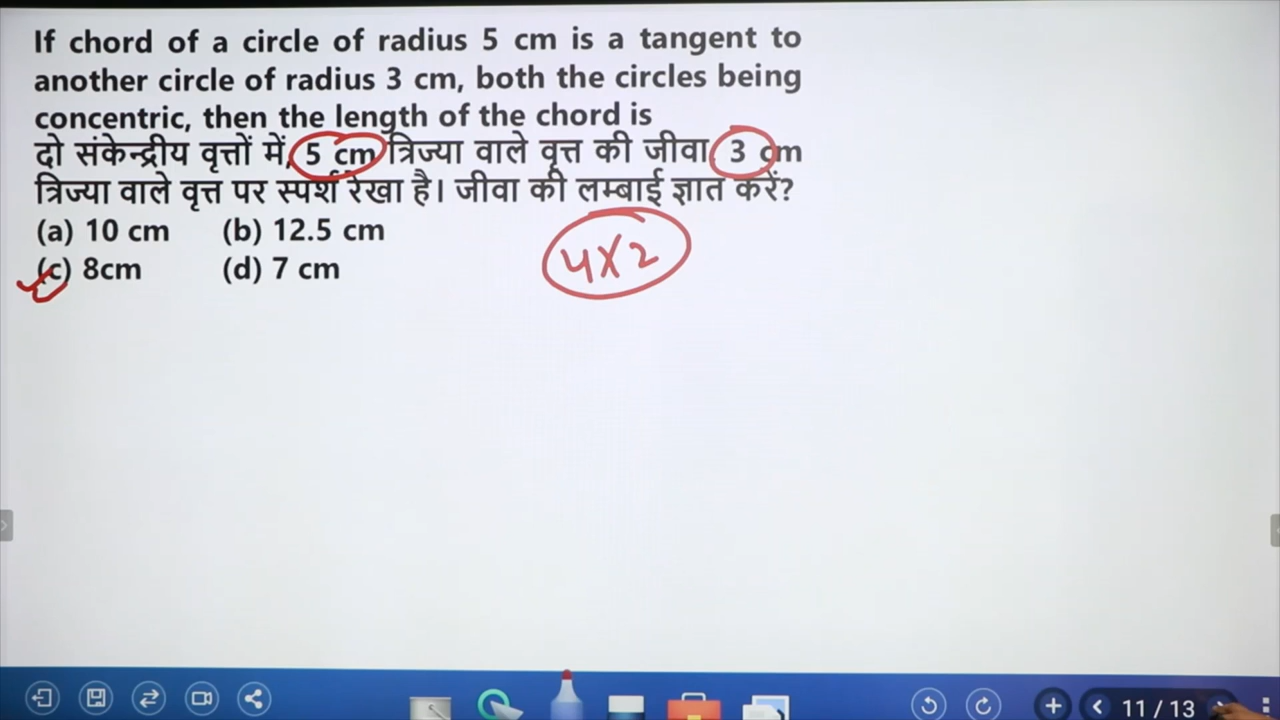 If chord of a circle of radius 5 cm is a tangent to
another circle of radius 3 cm, both the circles being
concentric, then the length of the chord is
दो संकेन्द्रीय वृत्तों में, 5 cm त्रिज्या वाले वृत्त की जीवा, 3 cm
त्रिज्या वाले वृत्त पर स्पर्श रेखा है। जीवा की लम्बाई ज्ञात करें?
(a) 10 cm (b) 12.5 cm
(c) 8cm (d) 7 cm
4X2
11 / 13